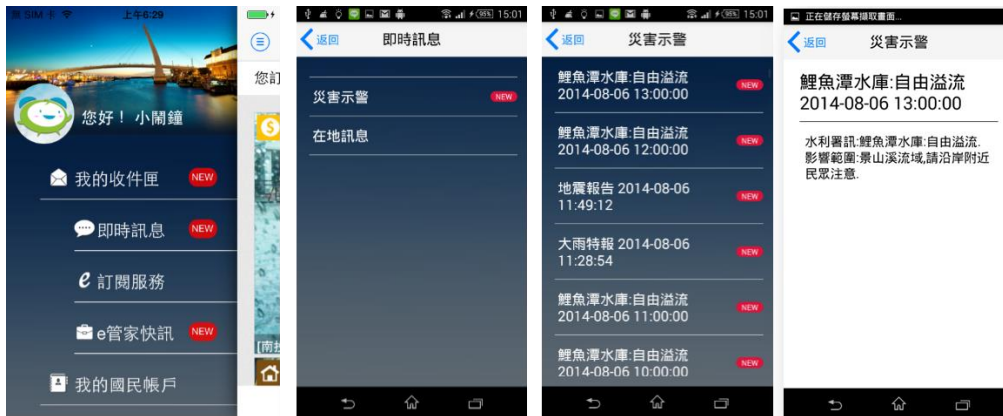 無 SIM 卡
上午6:29
您好！ 小鬧鐘
我的收件匣 NEW
即時訊息 NEW
e 訂閱服務
e管家快訊 NEW
我的國民帳戶
您訂
[南投
95% 15:01
返回 即時訊息
災害示警 NEW
在地訊息
95% 15:01
返回 災害示警
鯉魚潭水庫:自由溢流
2014-08-06 13:00:00 NEW
鯉魚潭水庫:自由溢流
2014-08-06 12:00:00 NEW
地震報告 2014-08-06
11:49:12 NEW
大雨特報 2014-08-06
11:28:54 NEW
鯉魚潭水庫:自由溢流
2014-08-06 11:00:00 NEW
鯉魚潭水庫:自由溢流
2014-08-06 10:00:00 NEW
正在儲存螢幕擷取畫面...
返回 災害示警
鯉魚潭水庫:自由溢流
2014-08-06 13:00:00
水利署訊:鯉魚潭水庫:自由溢流.
影響範圍:景山溪流域,請沿岸附近
民眾注意.